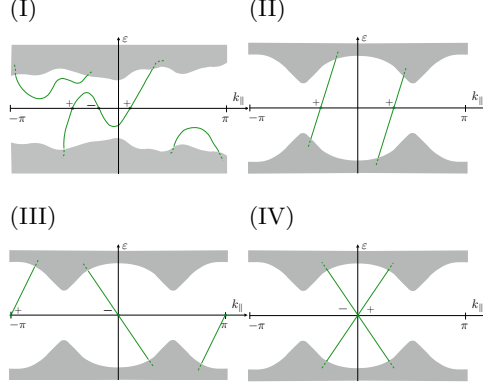 (I)
(II)
ε
ε
+ − +
+ +
k∥
k∥
−π π
−π π
(III)
(IV)
ε
ε
+ −
− +
k∥
k∥
−π π
−π π